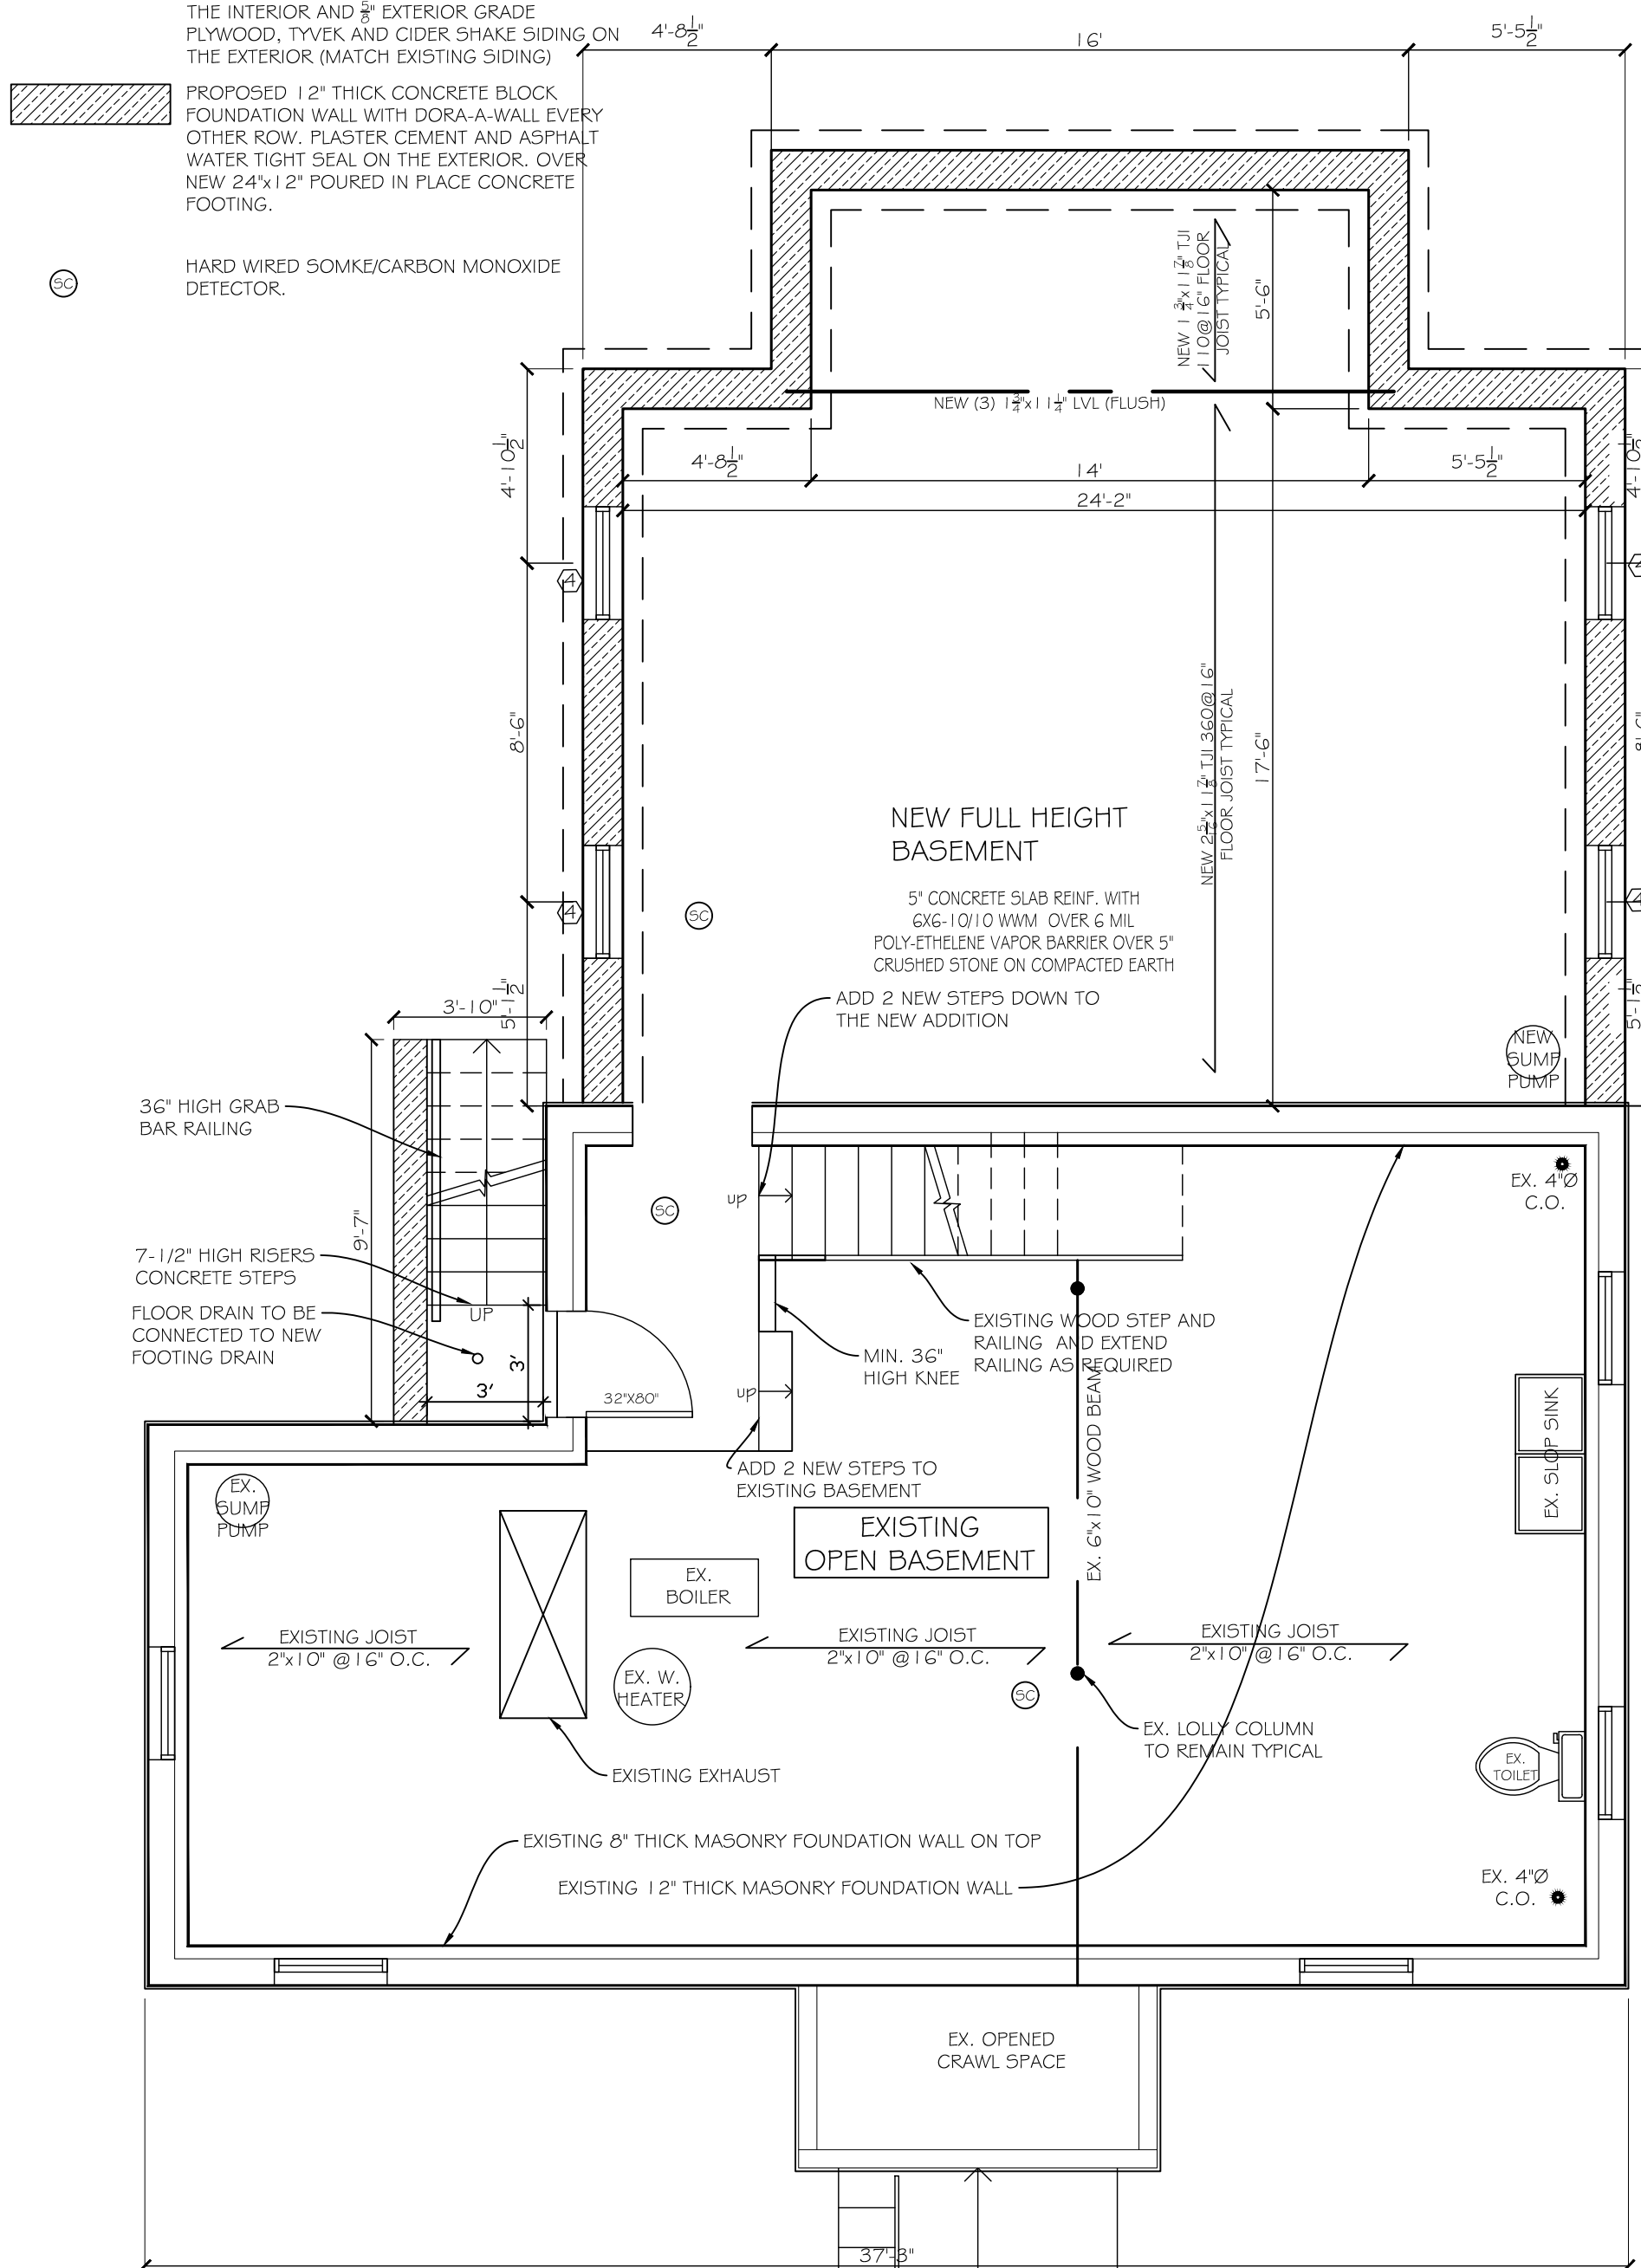 THE INTERIOR AND 5/8" EXTERIOR GRADE
PLYWOOD, TYVEK AND CIDER SHAKE SIDING ON
THE EXTERIOR (MATCH EXISTING SIDING)
PROPOSED 12" THICK CONCRETE BLOCK
FOUNDATION WALL WITH DORA-A-WALL EVERY
OTHER ROW. PLASTER CEMENT AND ASPHALT
WATER TIGHT SEAL ON THE EXTERIOR. OVER
NEW 24"x12" POURED IN PLACE CONCRETE
FOOTING.
SC
HARD WIRED SOMKE/CARBON MONOXIDE
DETECTOR.
4'-8 1/2"
16'
5'-5 1/2"
NEW 1 3/4"x11 7/8" TJI
110@16" FLOOR
JOIST TYPICAL
5'-6"
NEW (3) 1 3/4"x11 1/4" LVL (FLUSH)
4'-10 1/2"
4'-8 1/2"
14'
5'-5 1/2"
4'-10 1/2"
24'-2"
4
8'-6"
NEW 2 5/16"x11 7/8" TJI 360@16"
FLOOR JOIST TYPICAL
17'-6"
8'-6"
NEW FULL HEIGHT
BASEMENT
5" CONCRETE SLAB REINF. WITH
6X6-10/10 WWM OVER 6 MIL
POLY-ETHELENE VAPOR BARRIER OVER 5"
CRUSHED STONE ON COMPACTED EARTH
4
SC
4
5'-1 1/2"
5'-1 1/2"
ADD 2 NEW STEPS DOWN TO
THE NEW ADDITION
3'-10"
NEW
SUMP
PUMP
36" HIGH GRAB
BAR RAILING
9'-7"
UP
SC
EX. 4"Ø
C.O.
7-1/2" HIGH RISERS
CONCRETE STEPS
UP
FLOOR DRAIN TO BE
CONNECTED TO NEW
FOOTING DRAIN
3'
3'
32"X80"
EXISTING WOOD STEP AND
RAILING AND EXTEND
RAILING AS REQUIRED
MIN. 36"
HIGH KNEE
UP
EX. 6"x10" WOOD BEAM
EX. SLOP SINK
ADD 2 NEW STEPS TO
EXISTING BASEMENT
EX.
SUMP
PUMP
EXISTING
OPEN BASEMENT
EX.
BOILER
EXISTING JOIST
2"x10" @16" O.C.
EXISTING JOIST
2"x10" @16" O.C.
EXISTING JOIST
2"x10" @16" O.C.
EX. W.
HEATER
SC
EX. LOLLY COLUMN
TO REMAIN TYPICAL
EX.
TOILET
EXISTING EXHAUST
EXISTING 8" THICK MASONRY FOUNDATION WALL ON TOP
EXISTING 12" THICK MASONRY FOUNDATION WALL
EX. 4"Ø
C.O.
EX. OPENED
CRAWL SPACE
37'-3"